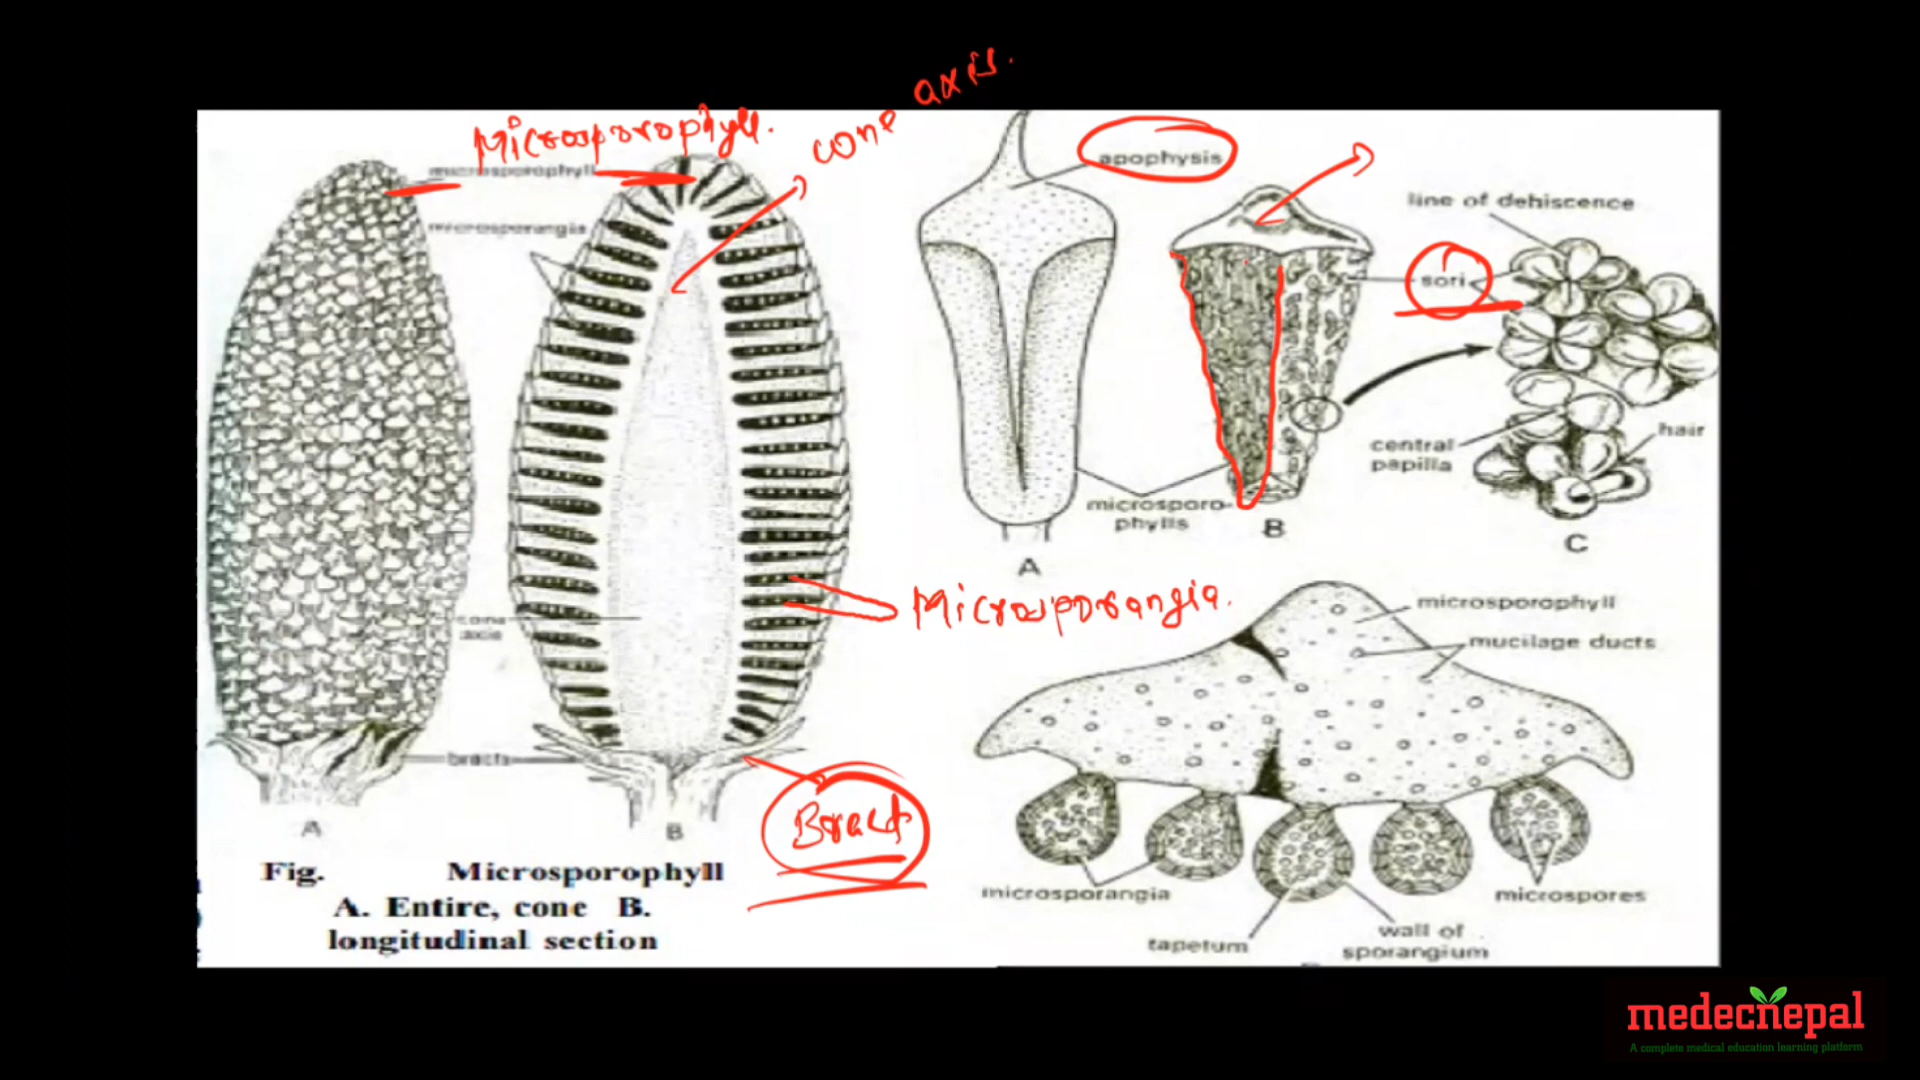 axis.
cone
Microsporophyll.
microsporophyll
microsporangia
cone
axis
bracts
A
B
Bract
Microsporangia.
Fig. Microsporophyll
A. Entire, cone B.
longitudinal section
apophysis
line of dehiscence
sori
central
papilla
hair
microsporo-
phylls
A
B
C
microsporophyll
mucilage ducts
microsporangia
microspores
tapetum
wall of
sporangium
medecnepal
A complete medical education learning platform